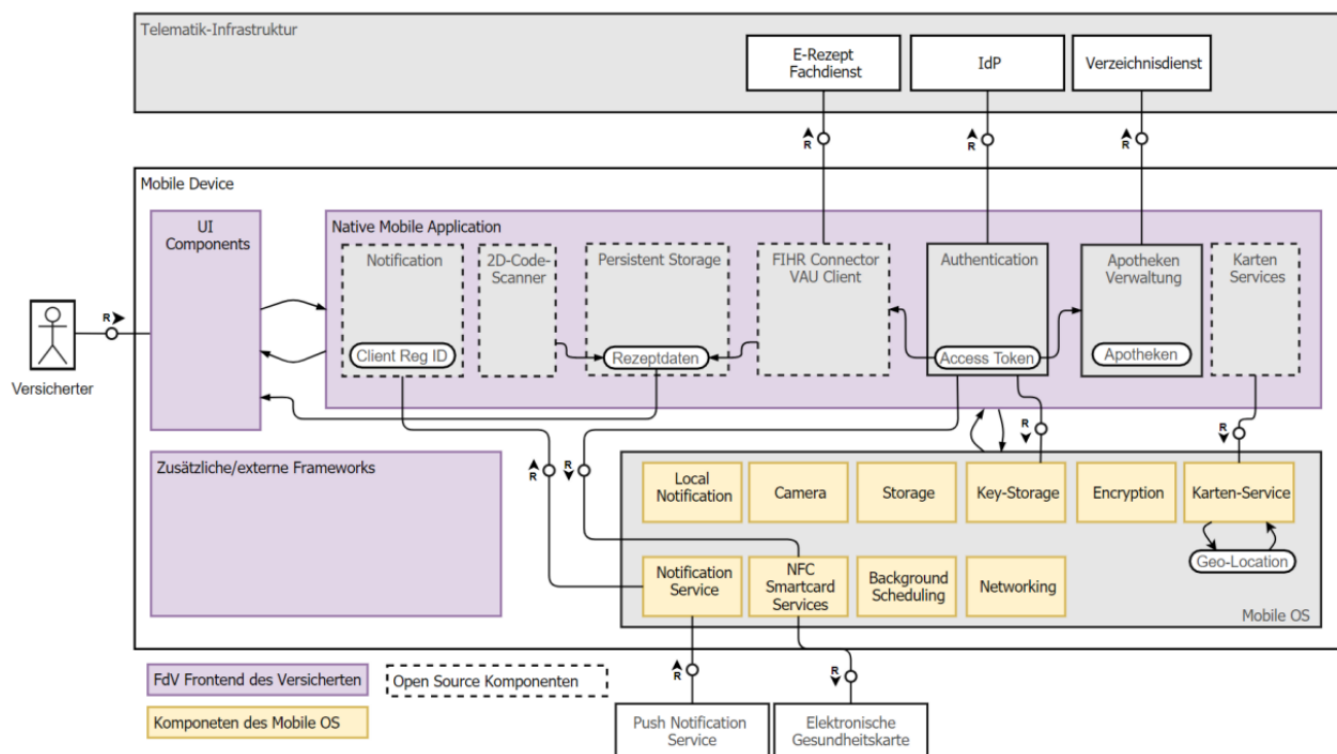 Telematik-Infrastruktur
E-Rezept
Fachdienst
IdP
Verzeichnisdienst
R
R
R
Mobile Device
UI
Components
Native Mobile Application
Notification
2D-Code-
Scanner
Persistent Storage
FIHR Connector
VAU Client
Authentication
Apotheken
Verwaltung
Karten
Services
R
Client Reg ID
Rezeptdaten
Access Token
Apotheken
Versicherter
R
R
Zusätzliche/externe Frameworks
R
R
Local
Notification
Camera
Storage
Key-Storage
Encryption
Karten-Service
Geo-Location
Notification
Service
NFC
Smartcard
Services
Background
Scheduling
Networking
Mobile OS
FdV Frontend des Versicherten
Open Source Komponenten
R
R
Komponeten des Mobile OS
Push Notification
Service
Elektronische
Gesundheitskarte